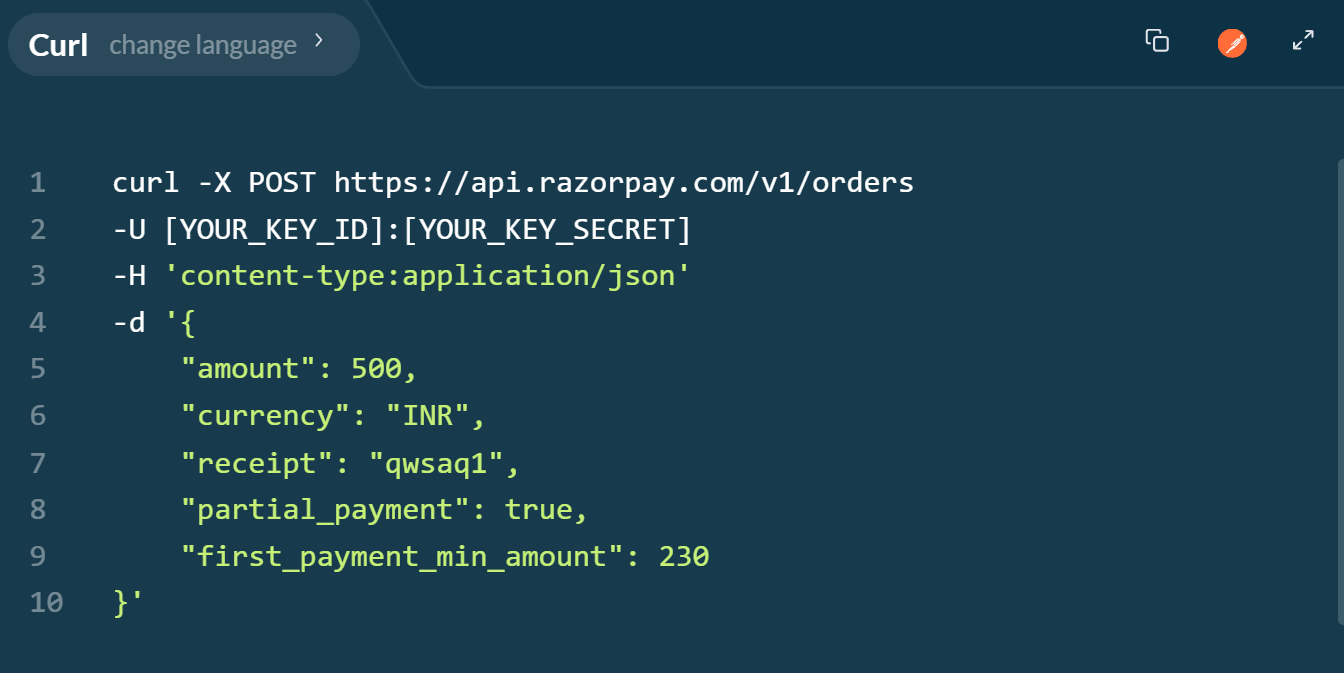 Curl change language
1 curl -X POST https://api.razorpay.com/v1/orders
2 -U [YOUR_KEY_ID]:[YOUR_KEY_SECRET]
3 -H 'content-type:application/json'
4 -d '{
5     "amount": 500,
6     "currency": "INR",
7     "receipt": "qwsaq1",
8     "partial_payment": true,
9     "first_payment_min_amount": 230
10 }'